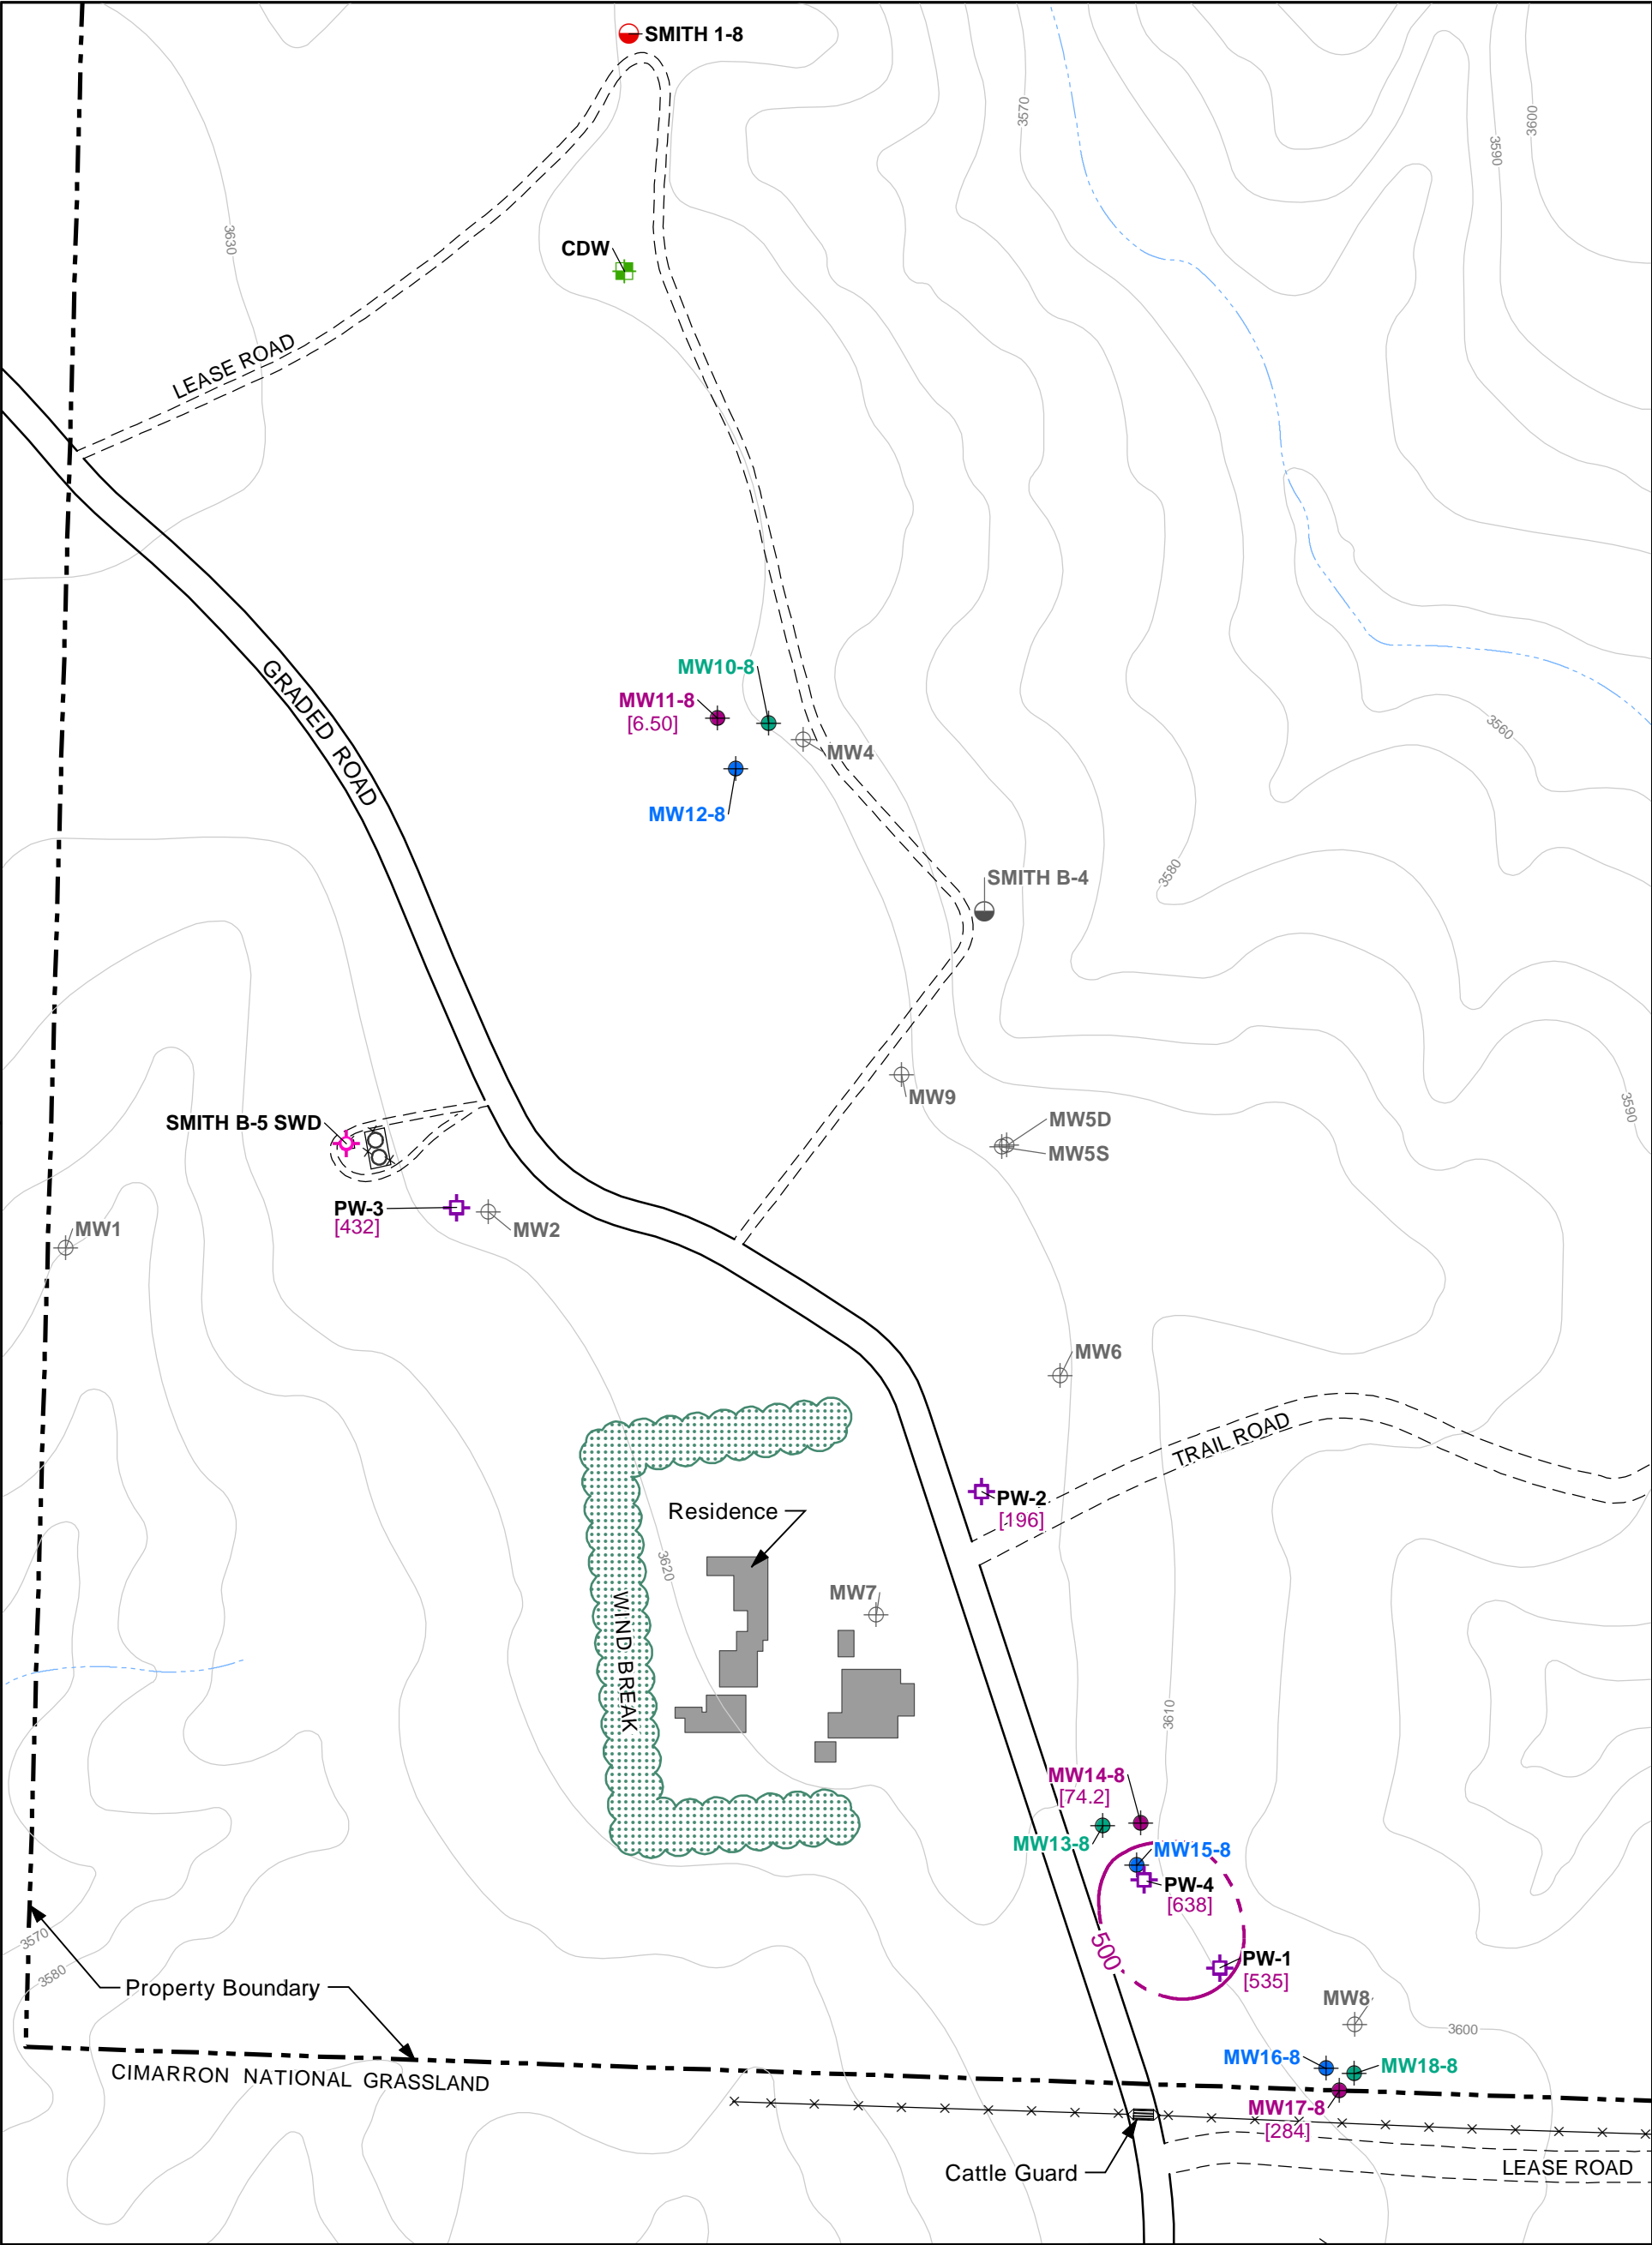 SMITH 1-8
3570
3600
3590
3630
CDW
LEASE ROAD
MW10-8
MW11-8
[6.50]
GRADED ROAD
MW4
3560
MW12-8
3580
SMITH B-4
MW9
3590
SMITH B-5 SWD
MW5D
MW5S
PW-3
[432]
MW1
MW2
MW6
TRAIL ROAD
PW-2
[196]
Residence
3620
MW7
WIND BREAK
3610
MW14-8
[74.2]
MW13-8
MW15-8
PW-4
[638]
3570
500
PW-1
[535]
3580
Property Boundary
MW8
3600
MW16-8
MW18-8
CIMARRON NATIONAL GRASSLAND
MW17-8
[284]
Cattle Guard
LEASE ROAD